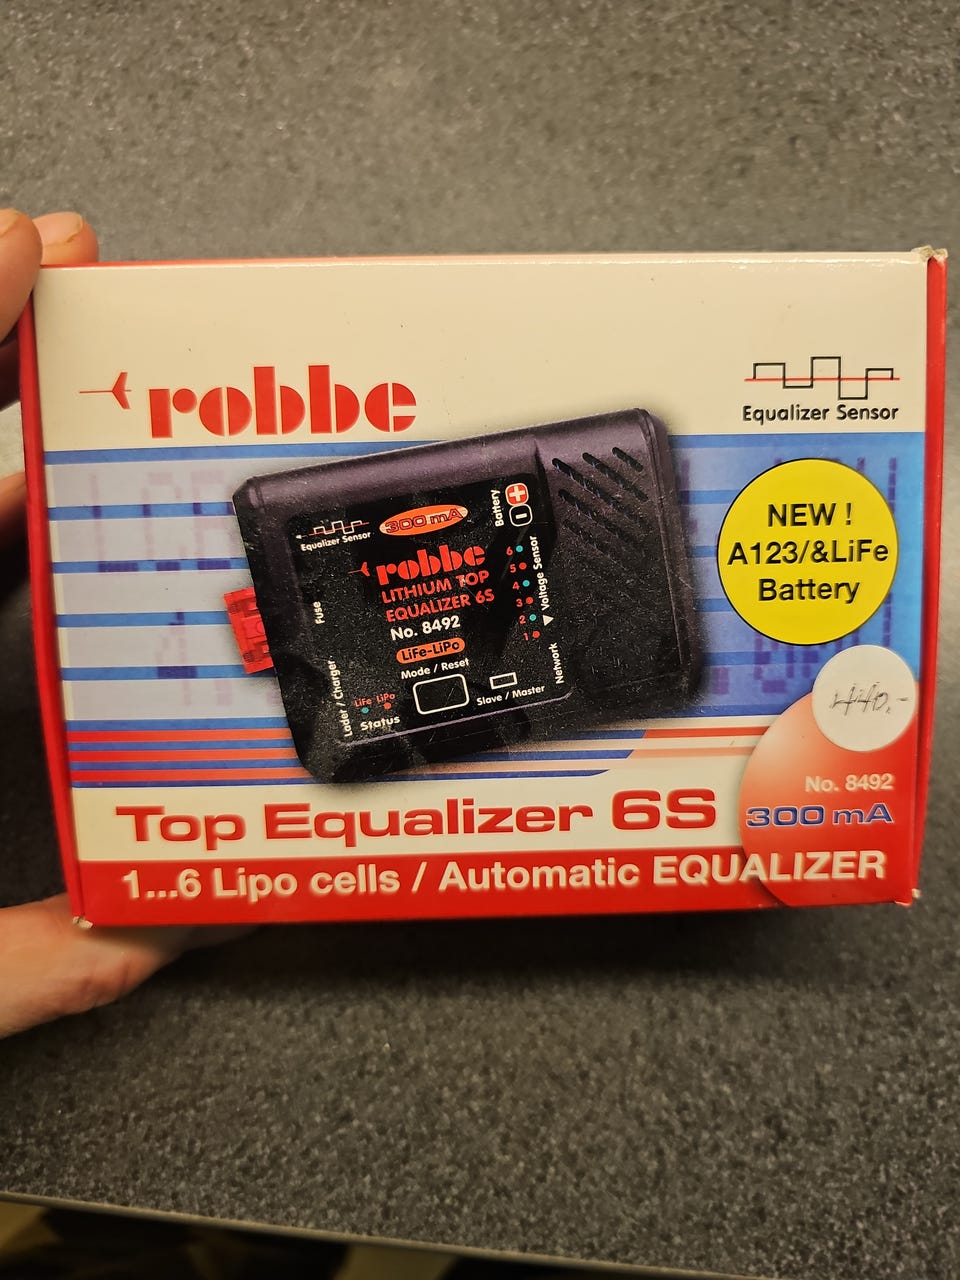 robbe
Equalizer Sensor
NEW !
A123/&LiFe
Battery
440,-
Equalizer Sensor
300 mA
Battery
robbe
LITHIUM TOP
EQUALIZER 6S
No. 8492
LiFe-LiPo
Mode / Reset
Slave / Master
Fuse
Lader / Charger
LiFe LiPo
Status
6
5
4
3
2
1
Voltage Sensor
Network
No. 8492
300 mA
Top Equalizer 6S
1...6 Lipo cells / Automatic EQUALIZER